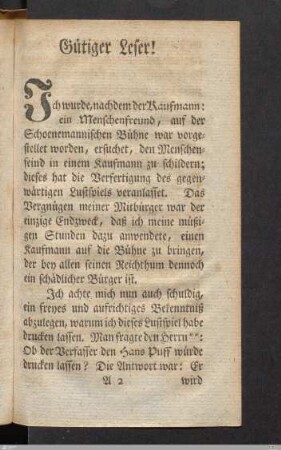 Gütiger Leser!
Ich wurde, nachdem der Kaufmann:
ein Menschenfreund, auf der
Schoenemannischen Bühne war vorge-
stellet worden, ersuchet, den Menschen-
feind in einem Kaufmann zu schildern;
dieses hat die Verfertigung des gegen-
wärtigen Lustspiels veranlasset. Das
Vergnügen meiner Mitbürger war der
einzige Endzweck, daß ich meine müßi-
gen Stunden dazu anwendete, einen
Kaufmann auf die Bühne zu bringen,
der bey allen seinen Reichthum dennoch
ein schädlicher Bürger ist.
Ich achte mich nun auch schuldig,
ein freyes und aufrichtiges Bekenntniß
abzulegen, warum ich dieses Lustspiel habe
drucken lassen. Man fragte den Herrn **:
Ob der Verfasser den Hans Puff würde
drucken lassen? Die Antwort war: Er
A 2 wird